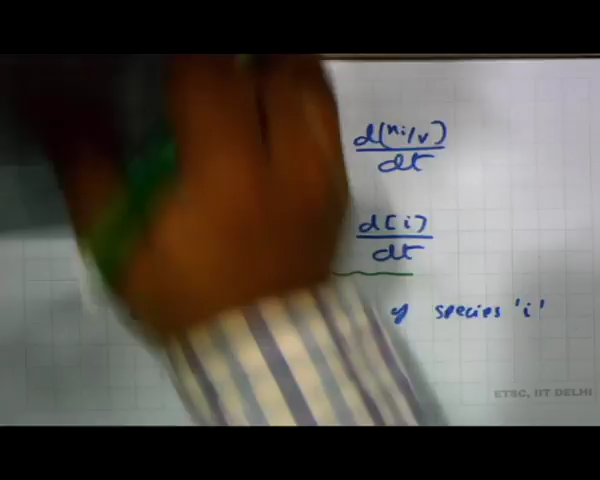 d(ni/v)
dt
d[i]
dt
of species 'i'
ETSC, IIT DELHI